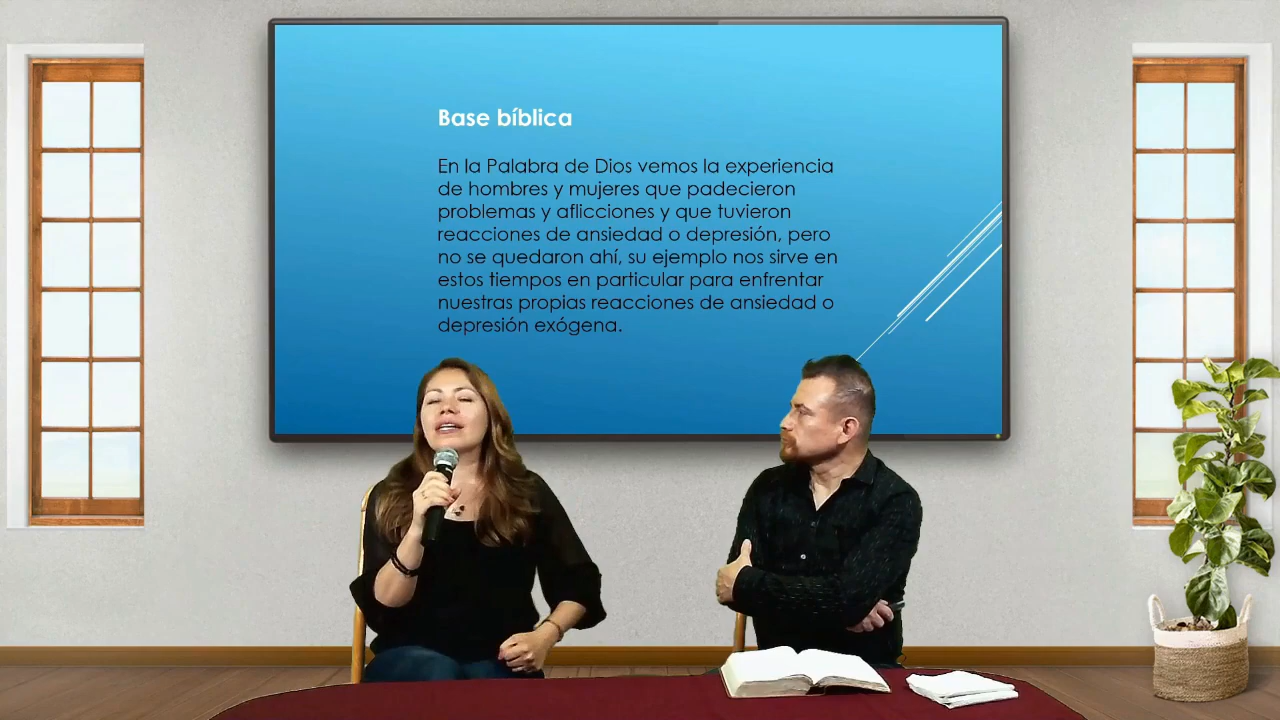 Base bíblica
En la Palabra de Dios vemos la experiencia
de hombres y mujeres que padecieron
problemas y aflicciones y que tuvieron
reacciones de ansiedad o depresión, pero
no se quedaron ahí, su ejemplo nos sirve en
estos tiempos en particular para enfrentar
nuestras propias reacciones de ansiedad o
depresión exógena.